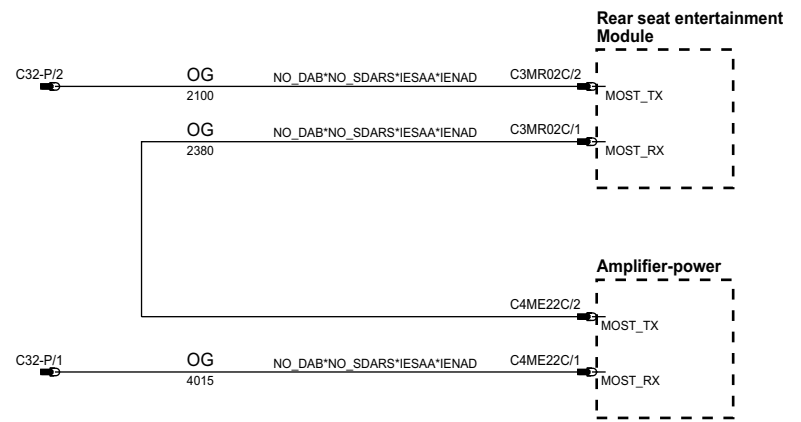 Rear seat entertainment
Module
C32-P/2
OG
NO_DAB*NO_SDARS*IESAA*IENAD
C3MR02C/2
2100
MOST_TX
OG
NO_DAB*NO_SDARS*IESAA*IENAD
C3MR02C/1
2380
MOST_RX
Amplifier-power
C4ME22C/2
MOST_TX
C32-P/1
OG
NO_DAB*NO_SDARS*IESAA*IENAD
C4ME22C/1
4015
MOST_RX